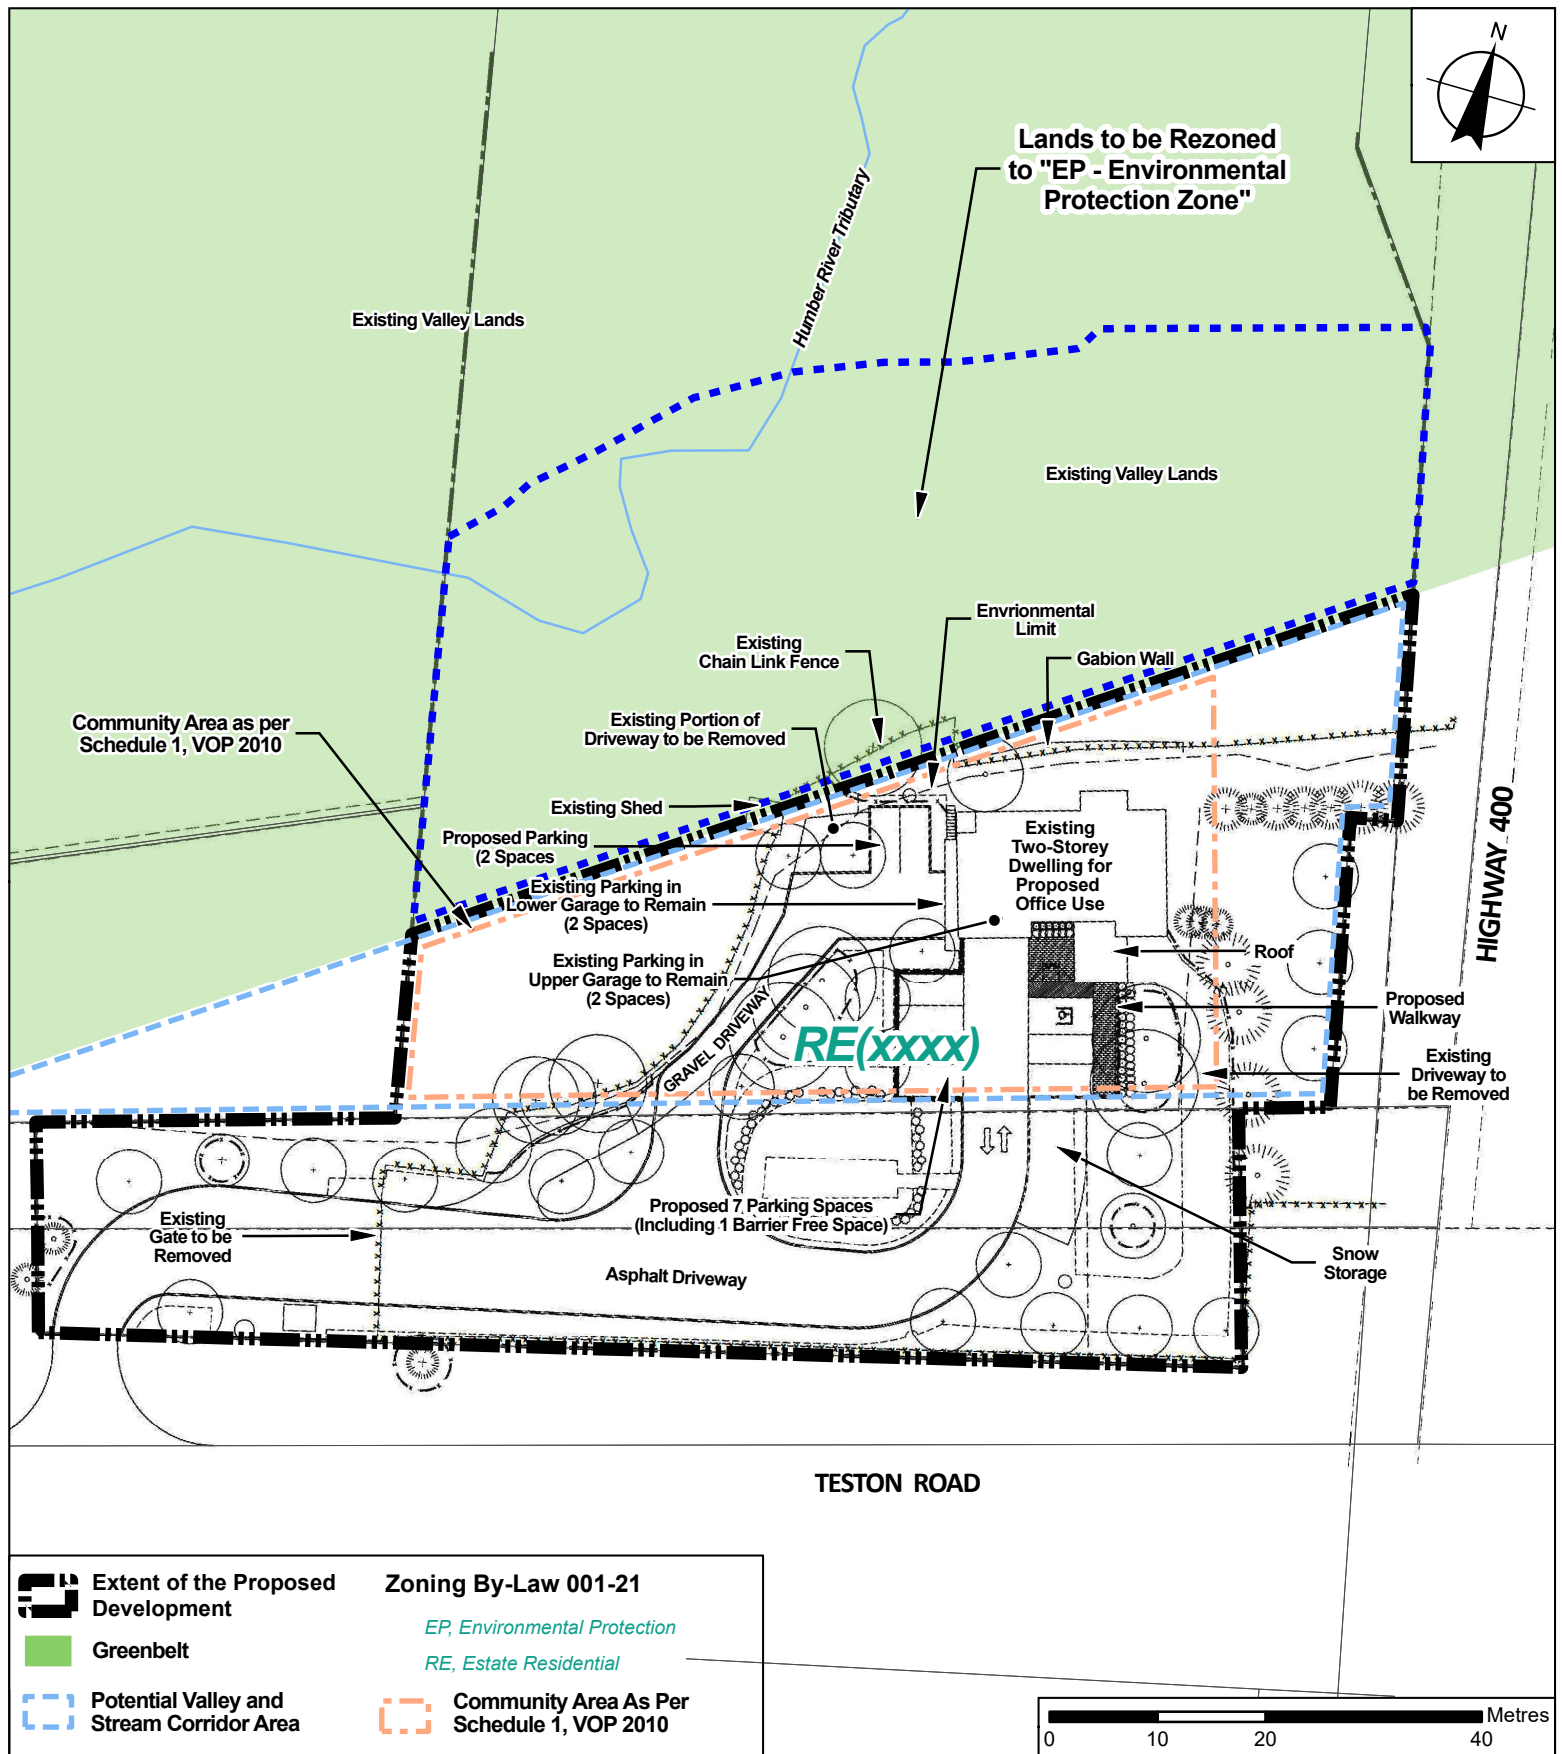 N
Lands to be Rezoned
to "EP - Environmental
Protection Zone"
Humber River Tributary
Existing Valley Lands
Existing Valley Lands
Envrionmental
Limit
Existing
Chain Link Fence
Gabion Wall
Community Area as per
Schedule 1, VOP 2010
Existing Portion of
Driveway to be Removed
Existing Shed
Proposed Parking
(2 Spaces
Existing
Two-Storey
Dwelling for
Proposed
Office Use
HIGHWAY 400
Existing Parking in
Lower Garage to Remain
(2 Spaces)
Existing Parking in
Upper Garage to Remain
(2 Spaces)
Roof
GRAVEL DRIVEWAY
RE(xxxx)
Proposed
Walkway
Existing
Driveway to
be Removed
Proposed 7 Parking Spaces
(Including 1 Barrier Free Space)
Existing
Gate to be
Removed
Snow
Storage
Asphalt Driveway
TESTON ROAD
Extent of the Proposed
Development
Greenbelt
Potential Valley and
Stream Corridor Area
Zoning By-Law 001-21
EP, Environmental Protection
RE, Estate Residential
Community Area As Per
Schedule 1, VOP 2010
Metres
0 10 20 40